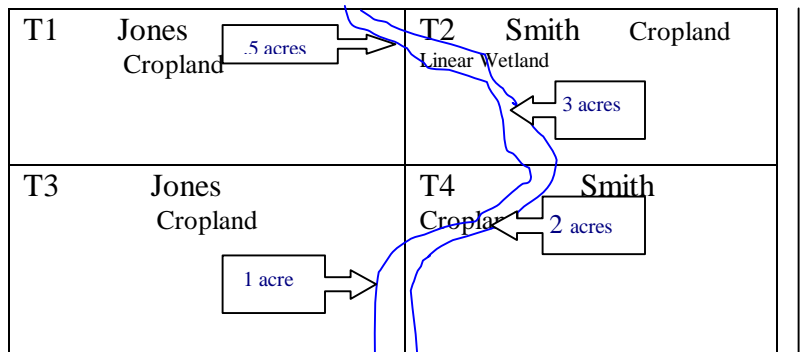 T1 Jones
Cropland
.5 acres
T2 Smith Cropland
Linear Wetland
3 acres
T3 Jones
Cropland
1 acre
T4 Smith
Cropland
2 acres